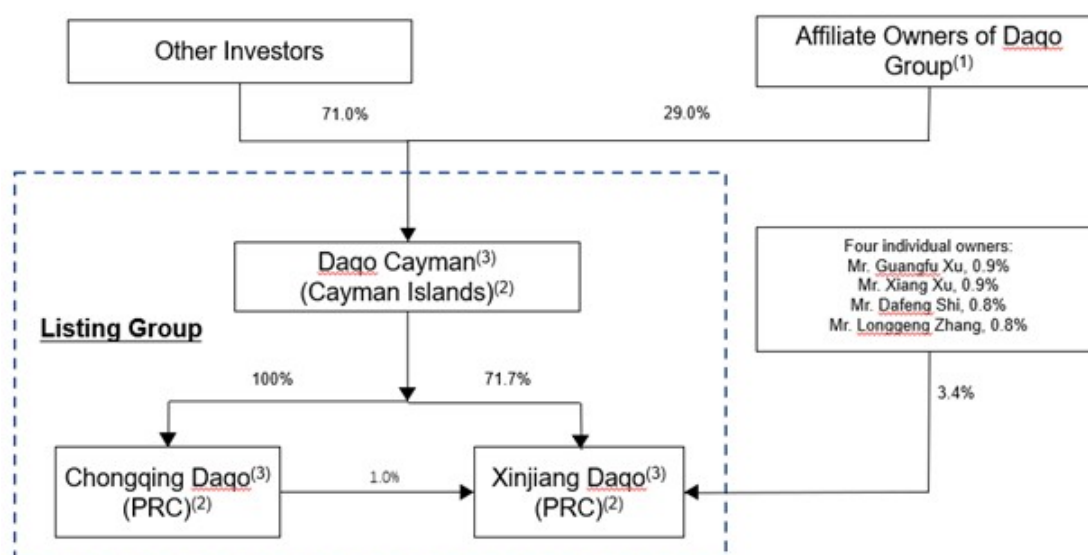 Other Investors
Affiliate Owners of Daqo
Group(1)
71.0%
29.0%
Daqo Cayman(3)
(Cayman Islands)(2)
Four individual owners:
Mr. Guangfu Xu, 0.9%
Mr. Xiang Xu, 0.9%
Mr. Dafeng Shi, 0.8%
Mr. Longgeng Zhang, 0.8%
Listing Group
100%
71.7%
3.4%
Chongqing Daqo(3)
(PRC)(2)
1.0%
Xinjiang Daqo(3)
(PRC)(2)